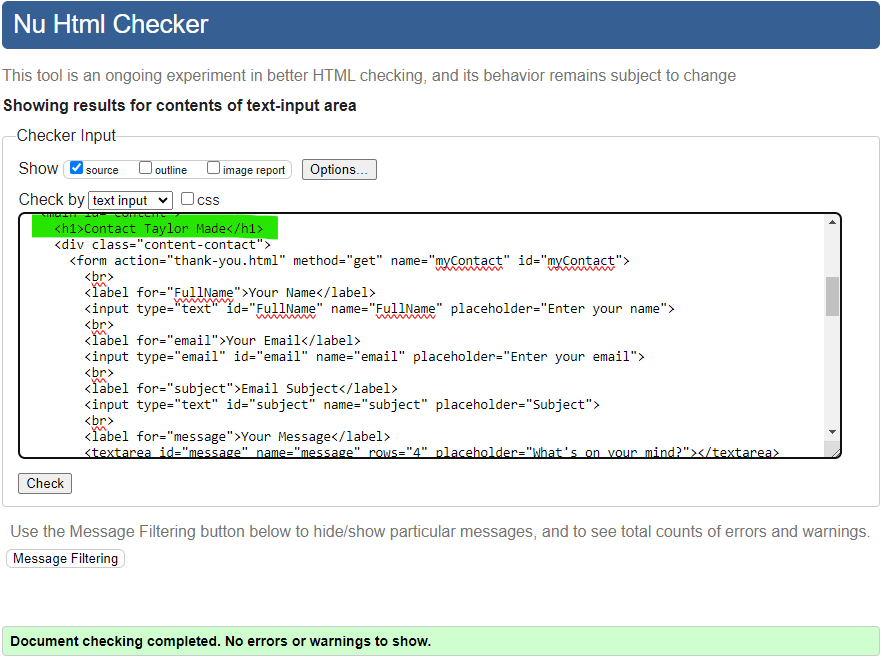 Nu Html Checker
This tool is an ongoing experiment in better HTML checking, and its behavior remains subject to change
Showing results for contents of text-input area
Checker Input
Show source outline image report Options...
Check by text input css
<main id="content">
<h1>Contact Taylor Made</h1>
<div class="content-contact">
<form action="thank-you.html" method="get" name="myContact" id="myContact">
<br>
<label for="FullName">Your Name</label>
<input type="text" id="FullName" name="FullName" placeholder="Enter your name">
<br>
<label for="email">Your Email</label>
<input type="email" id="email" name="email" placeholder="Enter your email">
<br>
<label for="subject">Email Subject</label>
<input type="text" id="subject" name="subject" placeholder="Subject">
<br>
<label for="message">Your Message</label>
<textarea id="message" name="message" rows="4" placeholder="What's on your mind?"></textarea>
Check
Use the Message Filtering button below to hide/show particular messages, and to see total counts of errors and warnings.
Message Filtering
Document checking completed. No errors or warnings to show.